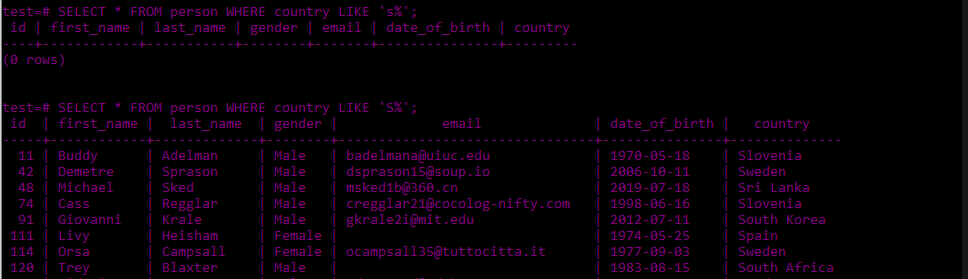 test=# SELECT * FROM person WHERE country LIKE 's%';
id | first_name | last_name | gender | email | date_of_birth | country
----+------------+-----------+--------+-------+---------------+---------
(0 rows)
test=# SELECT * FROM person WHERE country LIKE 'S%';
id | first_name | last_name | gender | email | date_of_birth | country
-----+------------+-------------+--------+--------------------------------+---------------+--------------
11 | Buddy | Adelman | Male | badelmana@uiuc.edu | 1970-05-18 | Slovenia
42 | Demetre | Sprason | Male | dsprason15@soup.io | 2006-10-11 | Sweden
48 | Michael | Sked | Male | msked1b@360.cn | 2019-07-18 | Sri Lanka
74 | Cass | Regglar | Male | cregglar21@cocolog-nifty.com | 1998-06-16 | Slovenia
91 | Giovanni | Krale | Male | gkrale2i@mit.edu | 2012-07-11 | South Korea
111 | Livy | Heisham | Female | | 1974-05-25 | Spain
114 | Orsa | Campsall | Female | ocampsall35@tuttocitta.it | 1977-09-03 | Sweden
120 | Trey | Blaxter | Male | | 1983-08-15 | South Africa